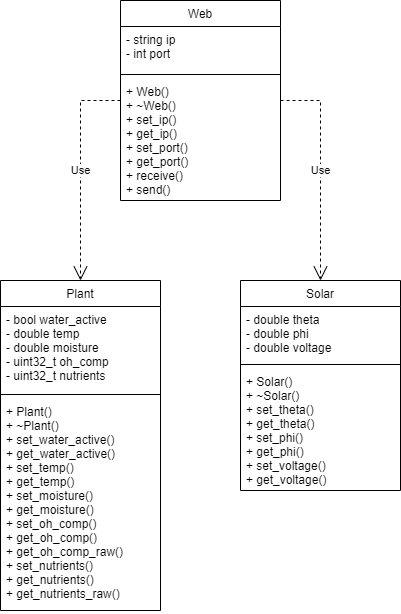 Web
- string ip
- int port
+ Web()
+ ~Web()
+ set_ip()
+ get_ip()
+ set_port()
+ get_port()
+ receive()
+ send()
Use
Use
Plant
- bool water_active
- double temp
- double moisture
- uint32_t oh_comp
- uint32_t nutrients
+ Plant()
+ ~Plant()
+ set_water_active()
+ get_water_active()
+ set_temp()
+ get_temp()
+ set_moisture()
+ get_moisture()
+ set_oh_comp()
+ get_oh_comp()
+ get_oh_comp_raw()
+ set_nutrients()
+ get_nutrients()
+ get_nutrients_raw()
Solar
- double theta
- double phi
- double voltage
+ Solar()
+ ~Solar()
+ set_theta()
+ get_theta()
+ set_phi()
+ get_phi()
+ set_voltage()
+ get_voltage()